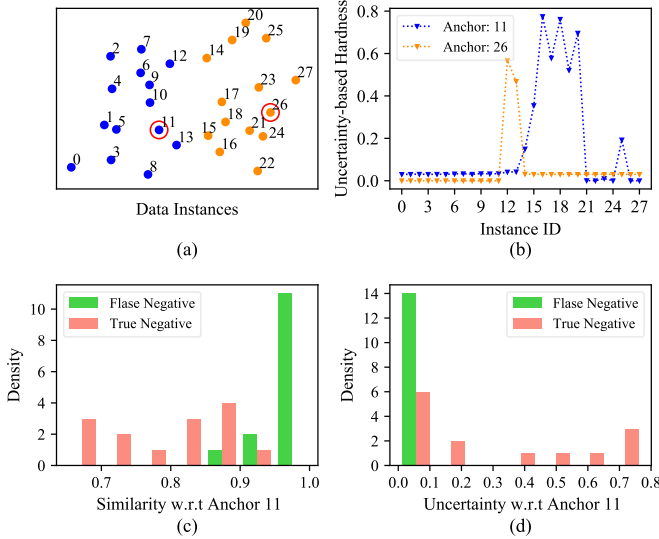 20
7
19
25
2
12
14
6
27
4
9
23
10
17
26
1
5
11
18
15
21
24
13
16
3
0
8
22
Data Instances
(a)
Uncertainty-based Hardness
0.8
0.6
0.4
0.2
0.0
Anchor: 11
Anchor: 26
0 3 6 9 12 15 18 21 24 27
Instance ID
(b)
Density
10
8
6
4
2
0
Flase Negative
True Negative
0.7 0.8 0.9 1.0
Similarity w.r.t Anchor 11
(c)
Density
14
12
10
8
6
4
2
0
Flase Negative
True Negative
0.0 0.1 0.2 0.3 0.4 0.5 0.6 0.7 0.8
Uncertainty w.r.t Anchor 11
(d)